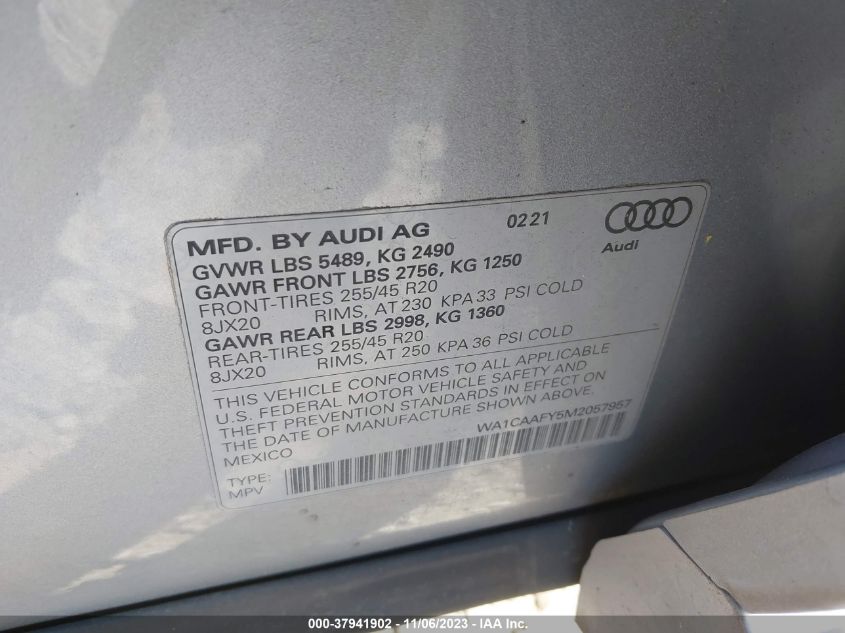 MFD. BY AUDI AG 02 21
Audi
GVWR LBS 5489, KG 2490
GAWR FRONT LBS 2756, KG 1250
FRONT-TIRES 255/45 R20
8JX20 RIMS, AT 230 KPA 33 PSI COLD
GAWR REAR LBS 2998, KG 1360
REAR-TIRES 255/45 R20
8JX20 RIMS, AT 250 KPA 36 PSI COLD
THIS VEHICLE CONFORMS TO ALL APPLICABLE
U.S. FEDERAL MOTOR VEHICLE SAFETY AND
THEFT PREVENTION STANDARDS IN EFFECT ON
THE DATE OF MANUFACTURE SHOWN ABOVE.
MEXICO WA1CAAFY5M2057957
TYPE:
MPV
000-37941902 - 11/06/2023 - IAA Inc.